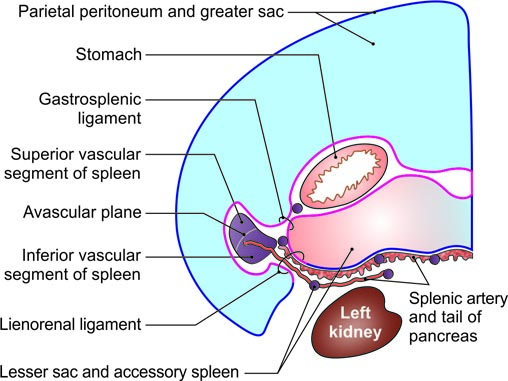 Parietal peritoneum and greater sac
Stomach
Gastrosplenic
ligament
Superior vascular
segment of spleen
Avascular plane
Inferior vascular
segment of spleen
Lienorenal ligament
Lesser sac and accessory spleen
Left
kidney
Splenic artery
and tail of
pancreas